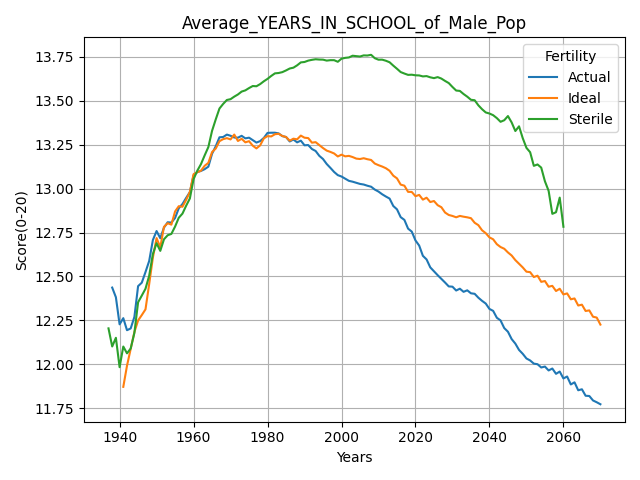 Average_YEARS_IN_SCHOOL_of_Male_Pop
Score(0-20)
13.75
13.50
13.25
13.00
12.75
12.50
12.25
12.00
11.75
Fertility
Actual
Ideal
Sterile
1940 1960 1980 2000 2020 2040 2060
Years